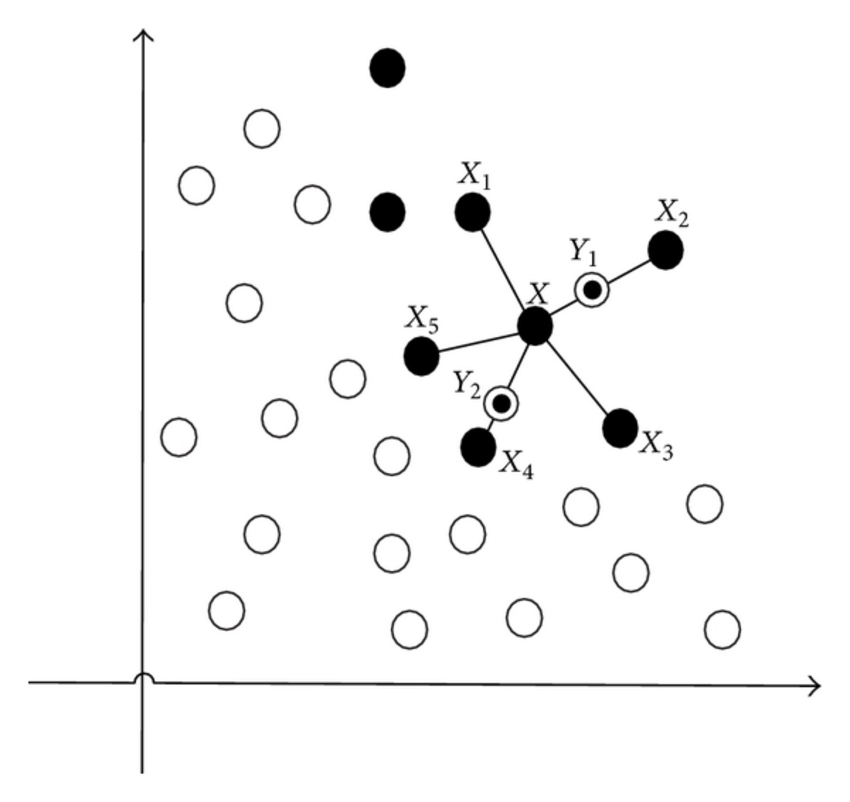 X₁
X₂
Y₁
X
X₅
Y₂
X₃
X₄